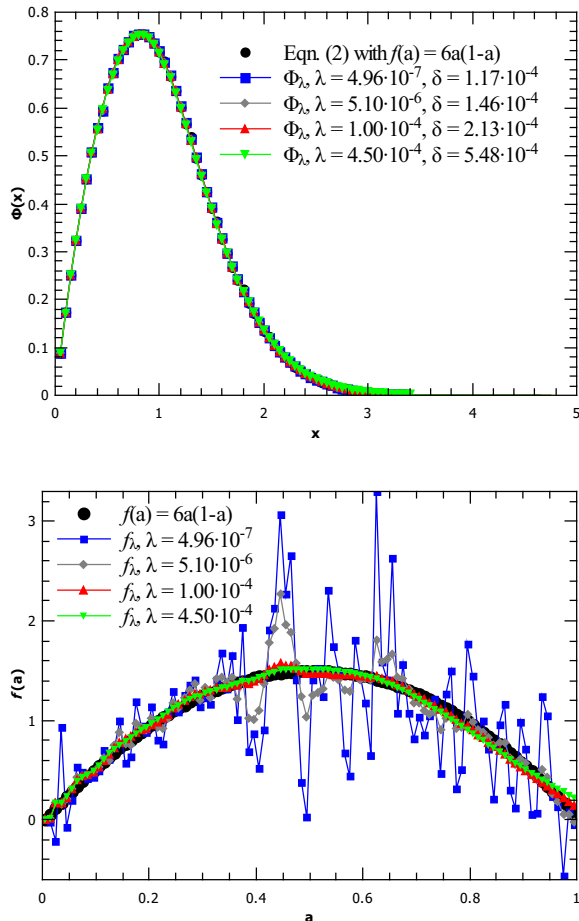 0.8
0.7
0.6
0.5
0.4
0.3
0.2
0.1
0
Φ(x)
Eqn. (2) with f(a) = 6a(1-a)
Φλ, λ = 4.96·10⁻⁷, δ = 1.17·10⁻⁴
Φλ, λ = 5.10·10⁻⁶, δ = 1.46·10⁻⁴
Φλ, λ = 1.00·10⁻⁴, δ = 2.13·10⁻⁴
Φλ, λ = 4.50·10⁻⁴, δ = 5.48·10⁻⁴
0 1 2 3 4 5
x
3
2
1
0
f(a)
f(a) = 6a(1-a)
fλ, λ = 4.96·10⁻⁷
fλ, λ = 5.10·10⁻⁶
fλ, λ = 1.00·10⁻⁴
fλ, λ = 4.50·10⁻⁴
0 0.2 0.4 0.6 0.8 1
a